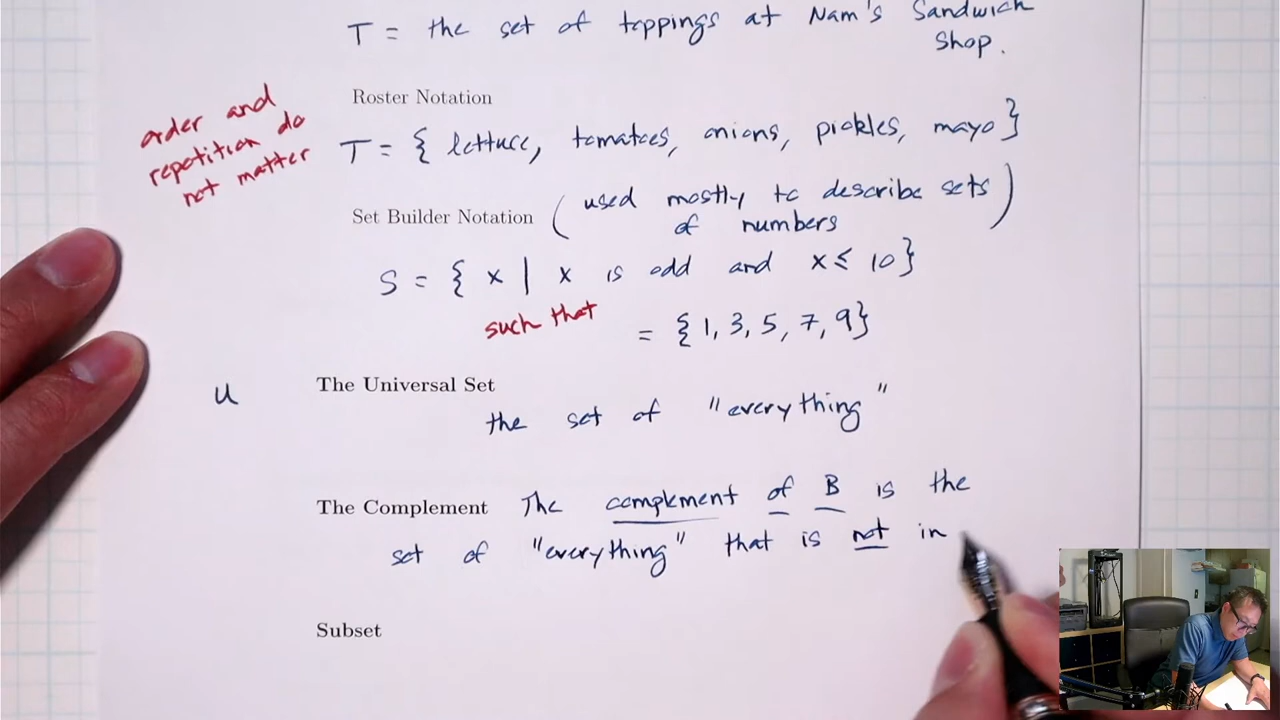 T = the set of toppings at Nam's Sandwich
Shop.
Roster Notation
order and
repetition do
not matter
T = { lettuce, tomatoes, onions, pickles, mayo }
Set Builder Notation ( used mostly to describe sets
of numbers )
S = { x | x is odd and x ≤ 10 }
such that
= { 1, 3, 5, 7, 9 }
U The Universal Set
the set of "everything"
The Complement The complement of B is the
set of "everything" that is not in
Subset